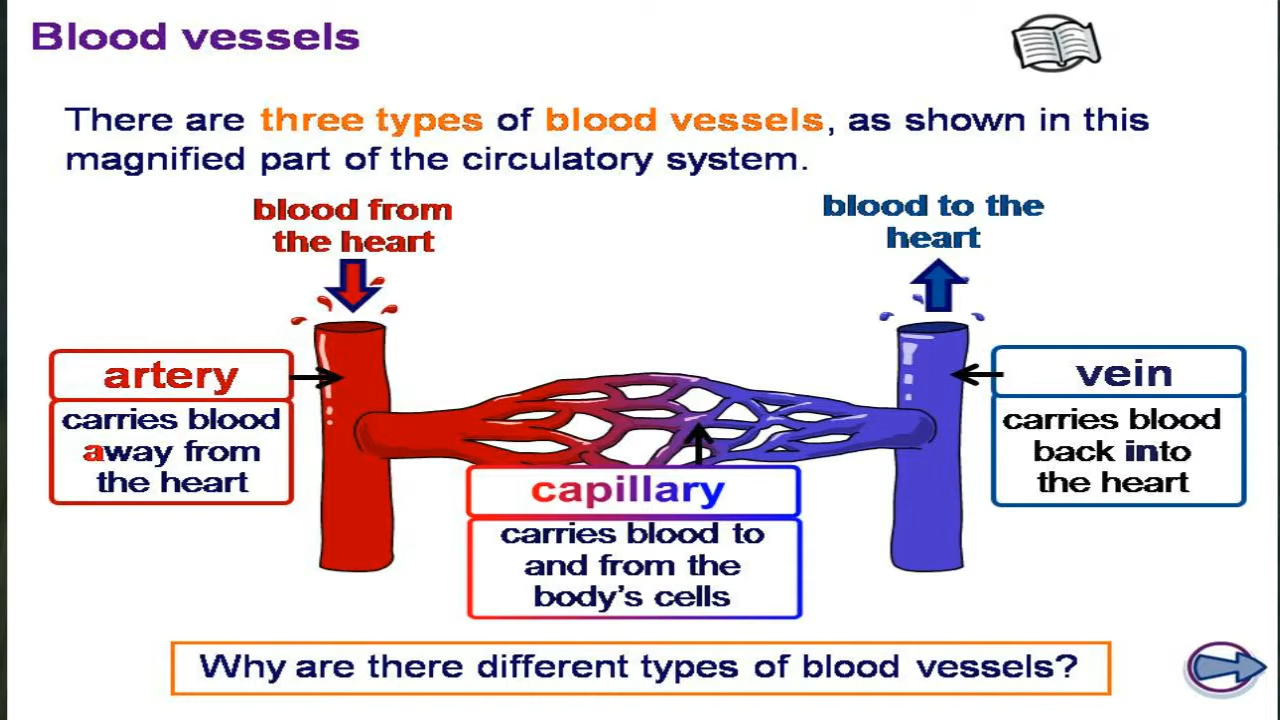 Blood vessels
There are three types of blood vessels, as shown in this
magnified part of the circulatory system.
blood from
the heart
blood to the
heart
artery
carries blood
away from
the heart
capillary
carries blood to
and from the
body's cells
vein
carries blood
back into
the heart
Why are there different types of blood vessels?